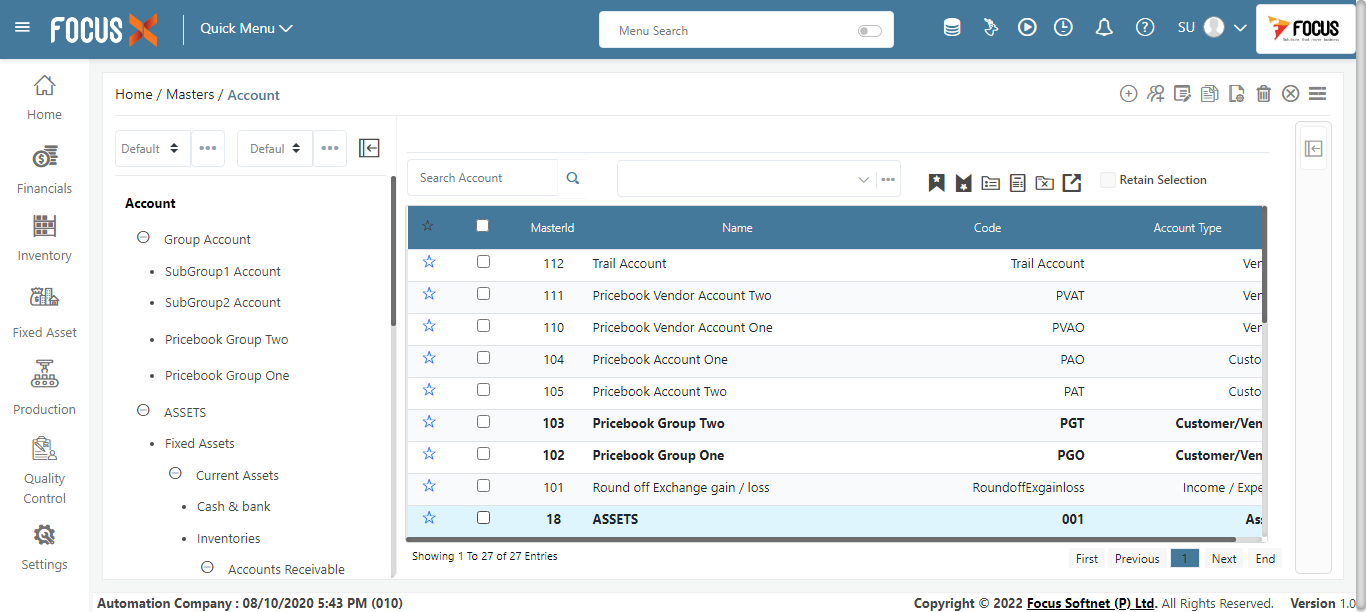 FOCUS X
Quick Menu
Menu Search
SU
FOCUS
Home
Financials
Inventory
Fixed Asset
Production
Quality
Control
Settings
Home / Masters / Account
Default
Defaul
Account
Group Account
SubGroup1 Account
SubGroup2 Account
Pricebook Group Two
Pricebook Group One
ASSETS
Fixed Assets
Current Assets
Cash & bank
Inventories
Accounts Receivable
Search Account
Retain Selection
MasterId Name Code Account Type
112 Trail Account Trail Account Ven
111 Pricebook Vendor Account Two PVAT Ven
110 Pricebook Vendor Account One PVAO Ven
104 Pricebook Account One PAO Custo
105 Pricebook Account Two PAT Custo
103 Pricebook Group Two PGT Customer/Ven
102 Pricebook Group One PGO Customer/Ven
101 Round off Exchange gain / loss RoundoffExgainloss Income / Expe
18 ASSETS 001 Ass
Showing 1 To 27 of 27 Entries
First Previous 1 Next End
Automation Company : 08/10/2020 5:43 PM (010)
Copyright © 2022 Focus Softnet (P) Ltd. All Rights Reserved. Version 1.0